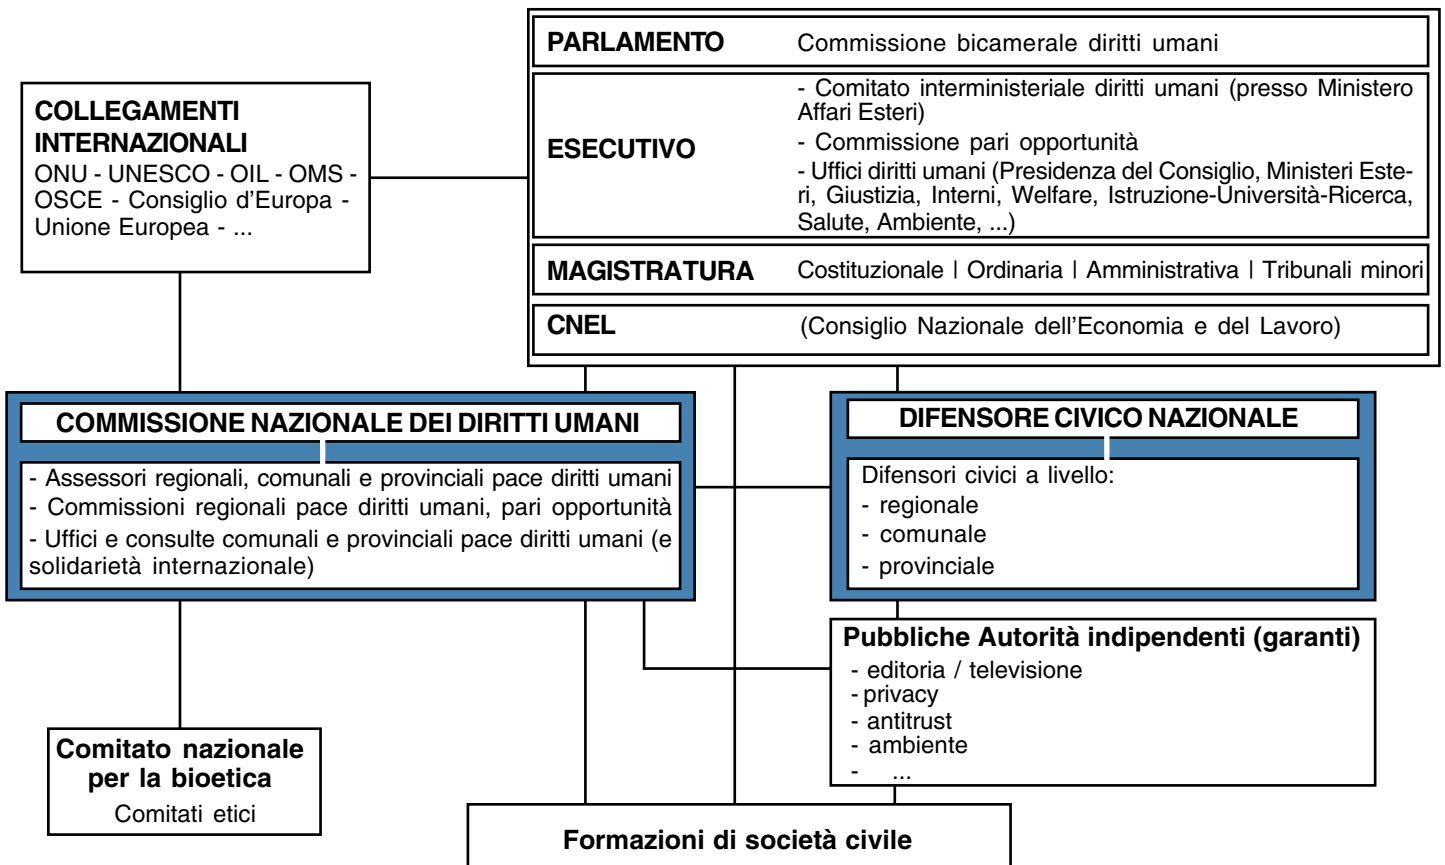 PARLAMENTO Commissione bicamerale diritti umani
COLLEGAMENTI
INTERNAZIONALI
ONU - UNESCO - OIL - OMS -
OSCE - Consiglio d'Europa -
Unione Europea - ...
ESECUTIVO
- Comitato interministeriale diritti umani (presso Ministero
Affari Esteri)
- Commissione pari opportunità
- Uffici diritti umani (Presidenza del Consiglio, Ministeri Este-
ri, Giustizia, Interni, Welfare, Istruzione-Università-Ricerca,
Salute, Ambiente, ...)
MAGISTRATURA Costituzionale | Ordinaria | Amministrativa | Tribunali minori
CNEL (Consiglio Nazionale dell'Economia e del Lavoro)
COMMISSIONE NAZIONALE DEI DIRITTI UMANI
- Assessori regionali, comunali e provinciali pace diritti umani
- Commissioni regionali pace diritti umani, pari opportunità
- Uffici e consulte comunali e provinciali pace diritti umani (e
solidarietà internazionale)
DIFENSORE CIVICO NAZIONALE
Difensori civici a livello:
- regionale
- comunale
- provinciale
Pubbliche Autorità indipendenti (garanti)
- editoria / televisione
- privacy
- antitrust
- ambiente
- ...
Comitato nazionale
per la bioetica
Comitati etici
Formazioni di società civile